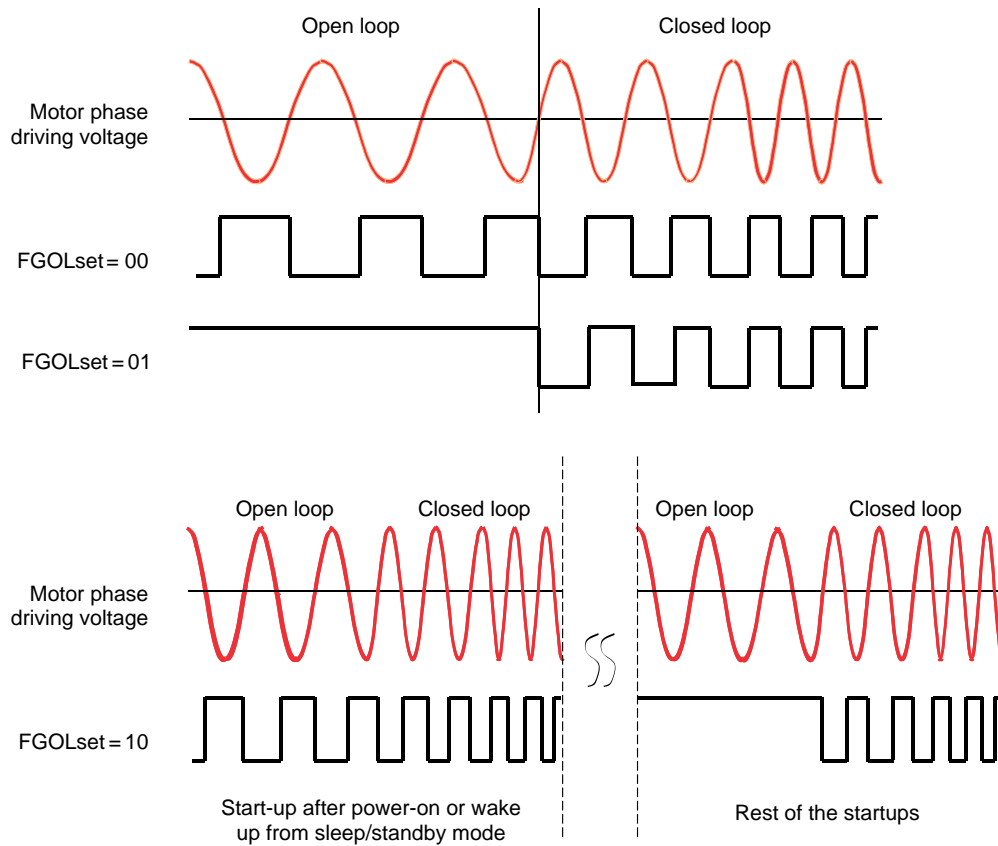 Open loop
Closed loop
Motor phase
driving voltage
FGOLset = 00
FGOLset = 01
Open loop
Closed loop
Open loop
Closed loop
Motor phase
driving voltage
FGOLset = 10
Start-up after power-on or wake
up from sleep/standby mode
Rest of the startups